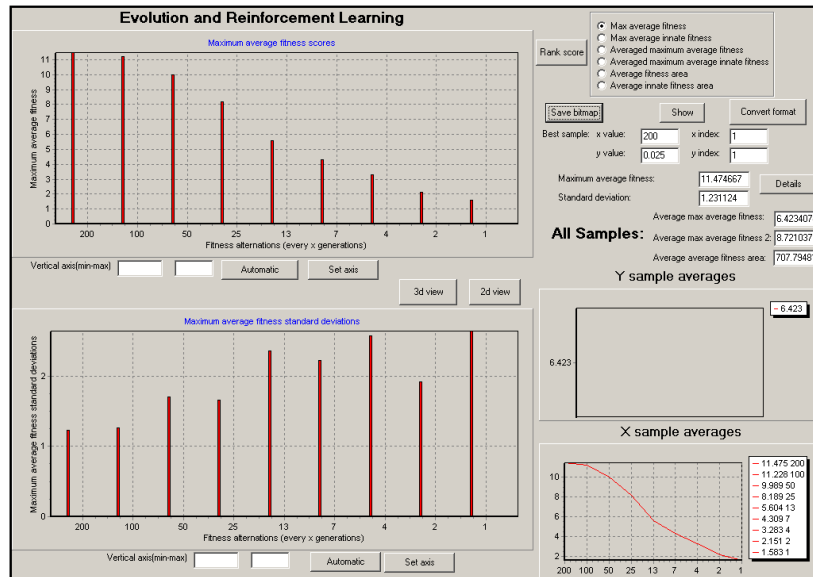 Evolution and Reinforcement Learning
Maximum average fitness scores
Maximum average fitness
11
10
9
8
7
6
5
4
3
2
1
0
200 100 50 25 13 7 4 2 1
Fitness alternations (every x generations)
Vertical axis(min-max) Automatic Set axis
3d view 2d view
Maximum average fitness standard deviations
Maximum average fitness standard deviations
2
1
0
200 100 50 25 13 7 4 2 1
Fitness alternations (every x generations)
Vertical axis(min-max) Automatic Set axis
Rank score
Max average fitness
Max average innate fitness
Averaged maximum average fitness
Averaged maximum average innate fitness
Average fitness area
Average innate fitness area
Save bitmap Show Convert format
Best sample: x value: 200 x index: 1
y value: 0.025 y index: 1
Maximum average fitness: 11.474667
Standard deviation: 1.231124
Details
All Samples:
Average max average fitness: 6.423407
Average max average fitness 2: 8.721037
Average average fitness area: 707.79481
Y sample averages
6.423
6.423
X sample averages
10
8
6
4
2
200 100 50 25 13 7 4 2 1
11.475 200
11.228 100
9.989 50
8.189 25
5.604 13
4.309 7
3.283 4
2.151 2
1.583 1